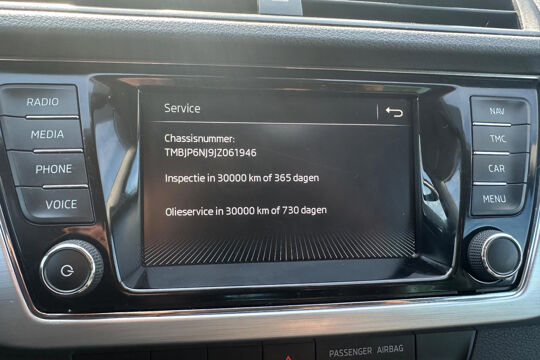 RADIO
MEDIA
PHONE
VOICE
Service
Chassisnummer:
TMBJP6NJ9JZ061946
Inspectie in 30000 km of 365 dagen
Olieservice in 30000 km of 730 dagen
NAV
TMC
CAR
MENU
PASSENGER AIRBAG